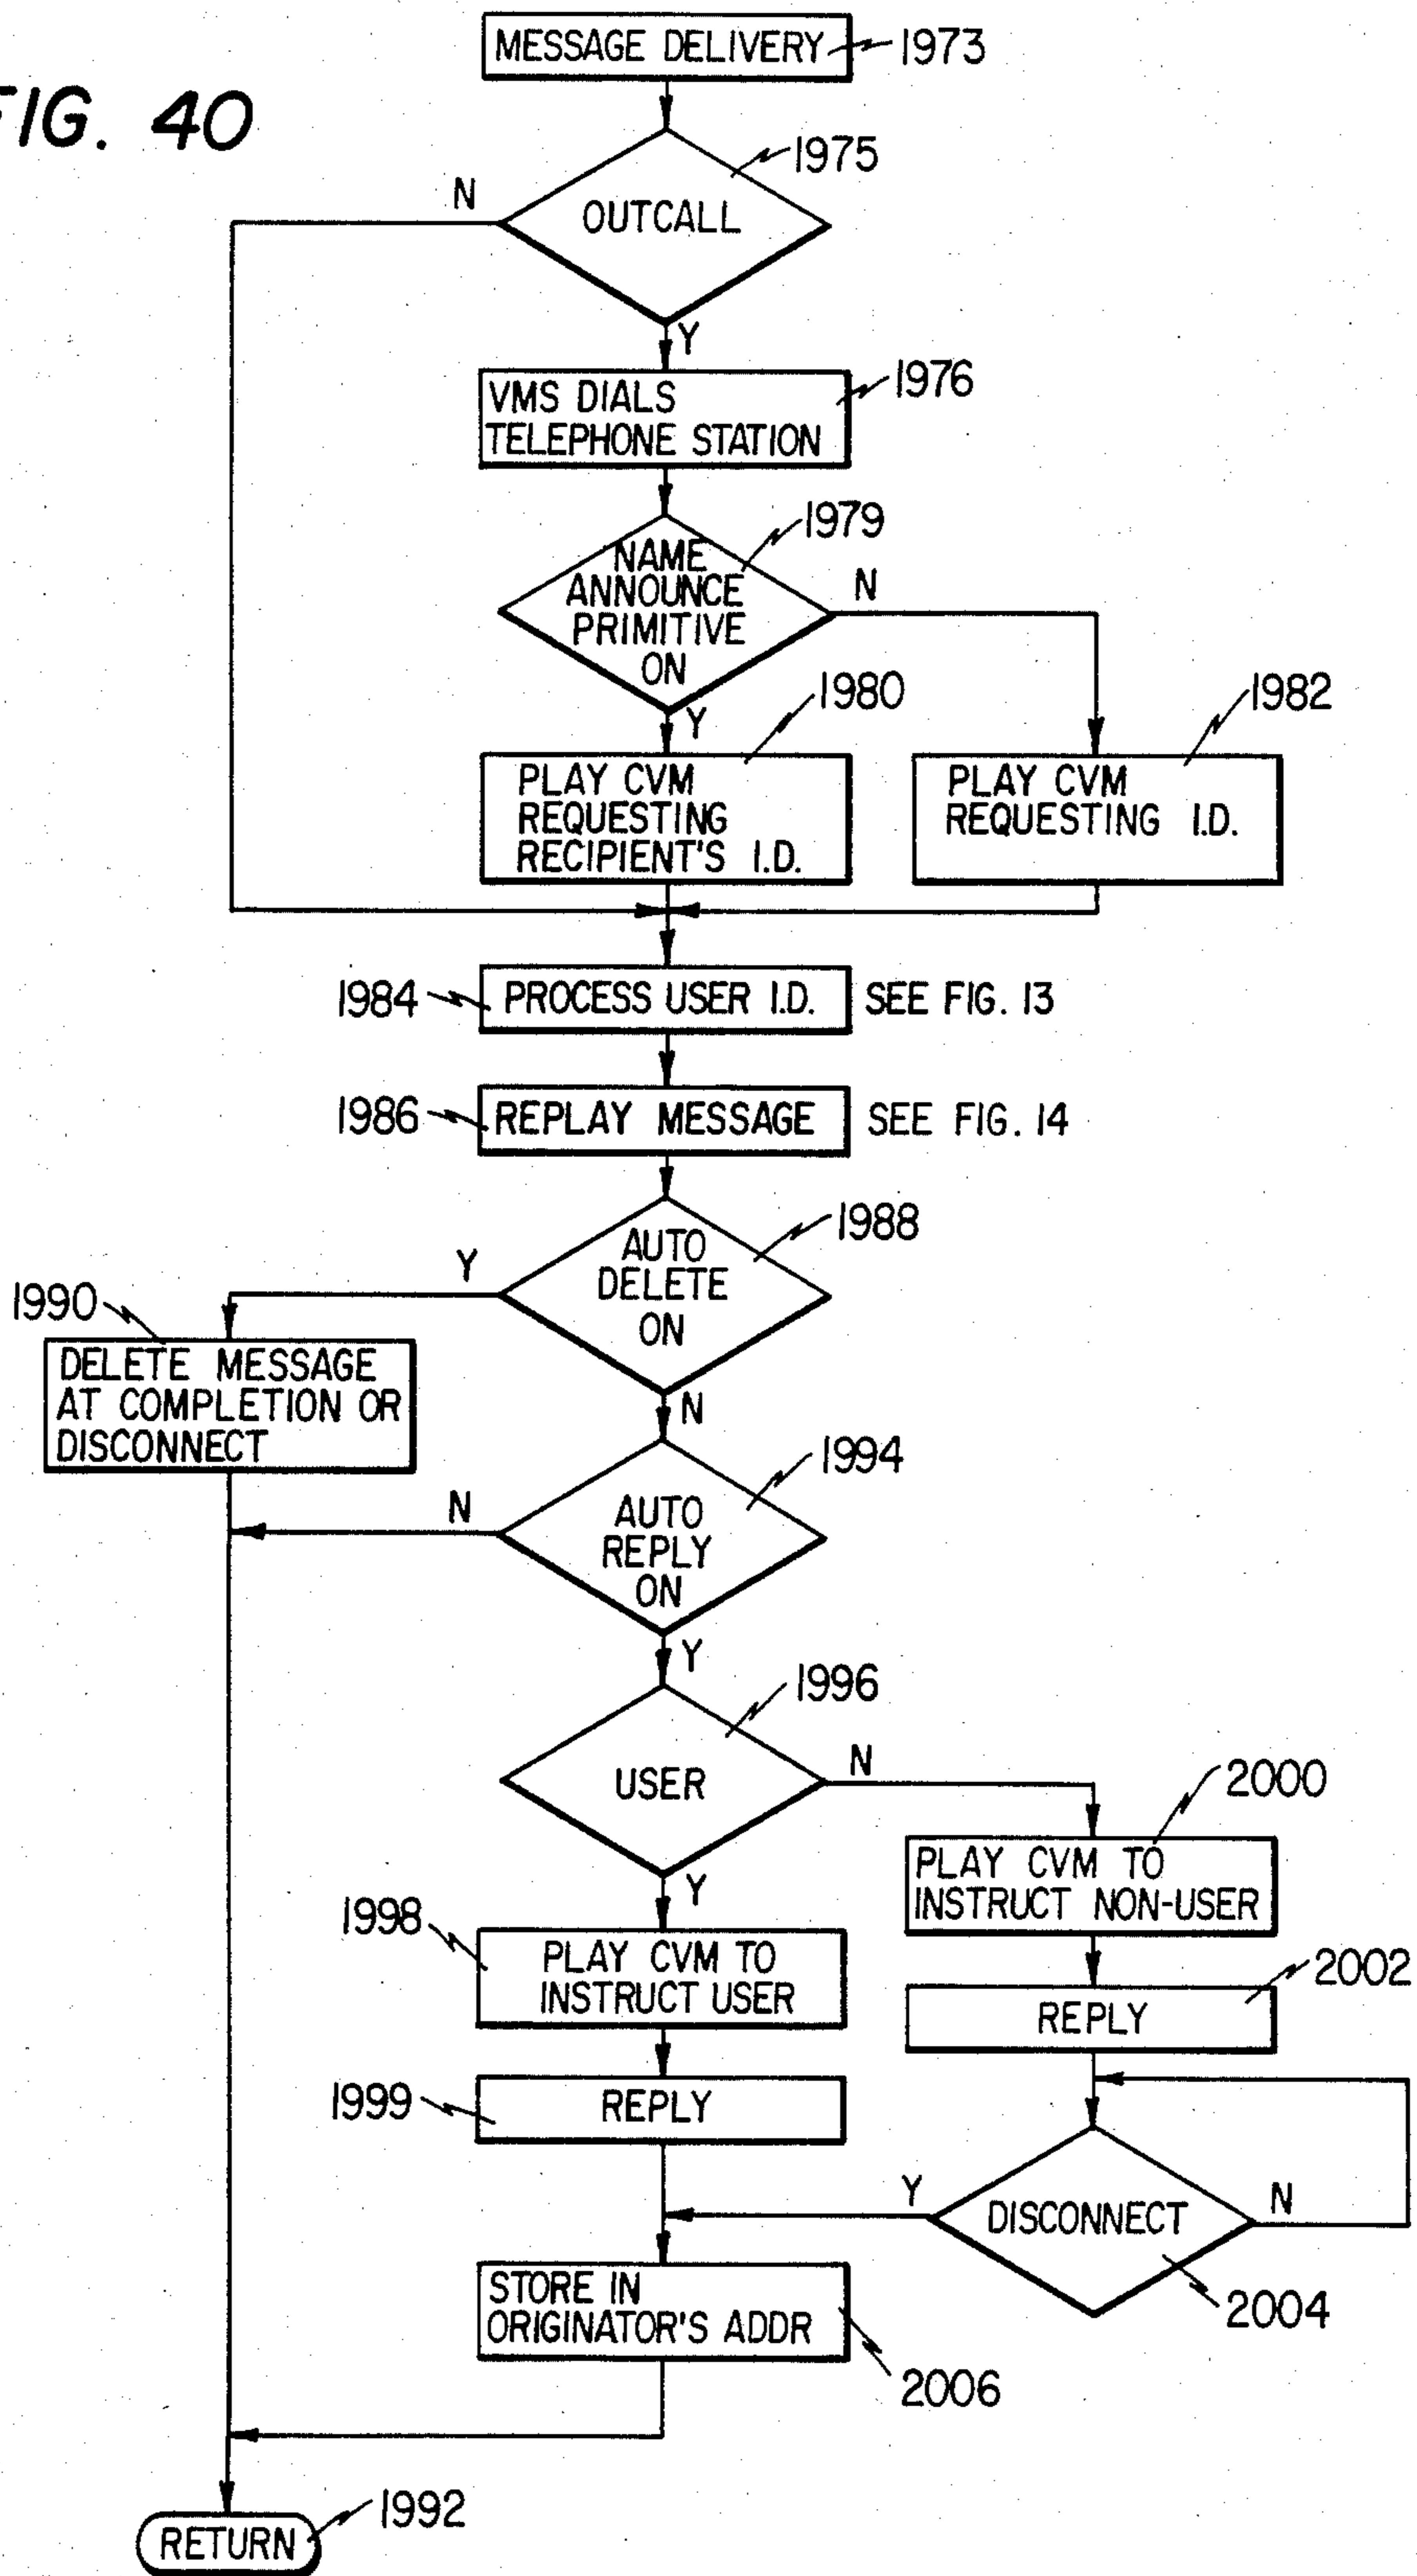 FIG. 40
MESSAGE DELIVERY
1973
1975
N
OUTCALL
Y
VMS DIALS
TELEPHONE STATION
1976
1979
NAME
ANNOUNCE
PRIMITIVE
ON
N
Y
1980
1982
PLAY CVM
REQUESTING
RECIPIENT'S I.D.
PLAY CVM
REQUESTING I.D.
1984
PROCESS USER I.D.
SEE FIG. 13
1986
REPLAY MESSAGE
SEE FIG. 14
1988
AUTO
DELETE
ON
Y
1990
DELETE MESSAGE
AT COMPLETION OR
DISCONNECT
N
1994
AUTO
REPLY
ON
N
Y
1996
USER
N
2000
PLAY CVM TO
INSTRUCT NON-USER
Y
1998
PLAY CVM TO
INSTRUCT USER
2002
REPLY
1999
REPLY
Y
DISCONNECT
N
2004
STORE IN
ORIGINATOR'S ADDR
2006
1992
RETURN